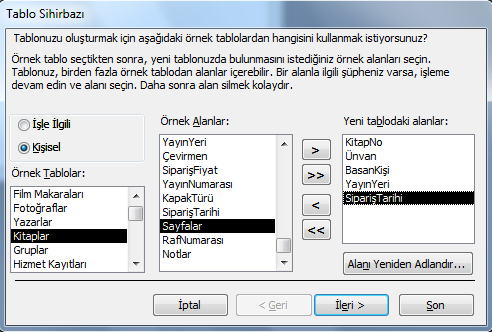 Tablo Sihirbazı
Tablonuzu oluşturmak için aşağıdaki örnek tablolardan hangisini kullanmak istiyorsunuz?
Örnek tablo seçtikten sonra, yeni tablonuzda bulunmasını istediğiniz örnek alanları seçin.
Tablonuz, birden fazla örnek tablodan alanlar içerebilir. Bir alanla ilgili şüpheniz varsa, işleme
devam edin ve alanı seçin. Daha sonra alan silmek kolaydır.
İşle İlgili
Kişisel
Örnek Tablolar:
Film Makaraları
Fotoğraflar
Yazarlar
Kitaplar
Gruplar
Hizmet Kayıtları
Örnek Alanlar:
YayınYeri
Çevirmen
SiparişFiyat
YayınNumarası
KapakTürü
SiparişTarihi
Sayfalar
RafNumarası
Notlar
>
>>
<
<<
Yeni tablodaki alanlar:
KitapNo
Ünvan
BasanKişi
YayınYeri
SiparişTarihi
Alanı Yeniden Adlandır...
İptal
< Geri
İleri >
Son